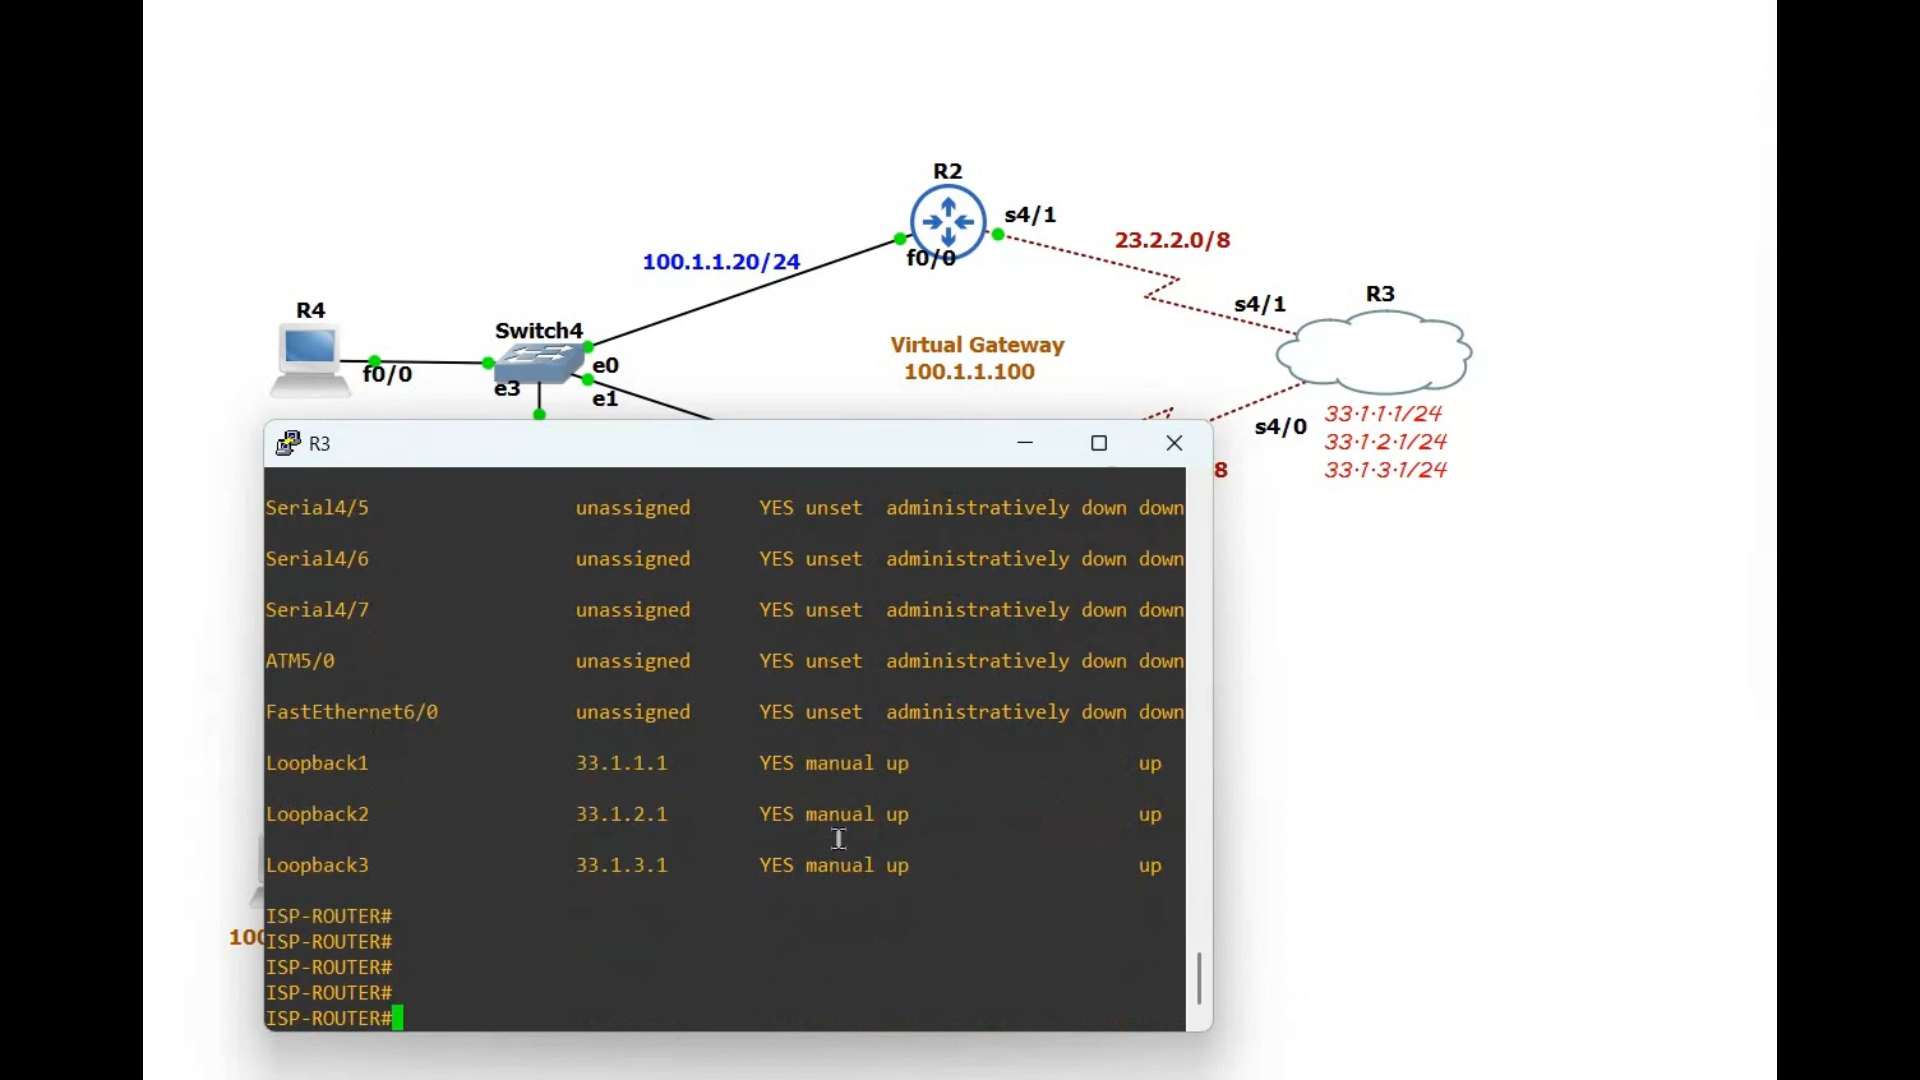 R2
s4/1
23.2.2.0/8
100.1.1.20/24
f0/0
R3
s4/1
R4
Switch4
Virtual Gateway
100.1.1.100
f0/0
e0
e3
e1
s4/0
33·1·1·1/24
33·1·2·1/24
33·1·3·1/24
8
R3
Serial4/5 unassigned YES unset administratively down down
Serial4/6 unassigned YES unset administratively down down
Serial4/7 unassigned YES unset administratively down down
ATM5/0 unassigned YES unset administratively down down
FastEthernet6/0 unassigned YES unset administratively down down
Loopback1 33.1.1.1 YES manual up up
Loopback2 33.1.2.1 YES manual up up
Loopback3 33.1.3.1 YES manual up up
ISP-ROUTER#
100
ISP-ROUTER#
ISP-ROUTER#
ISP-ROUTER#
ISP-ROUTER#